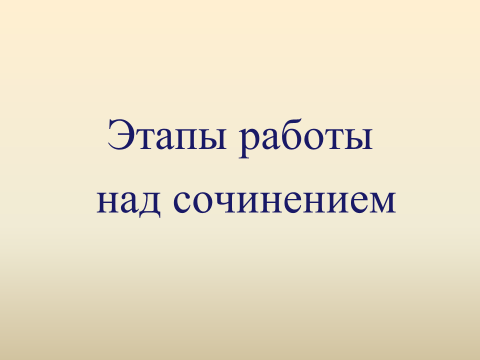 Этапы работы
над сочинением